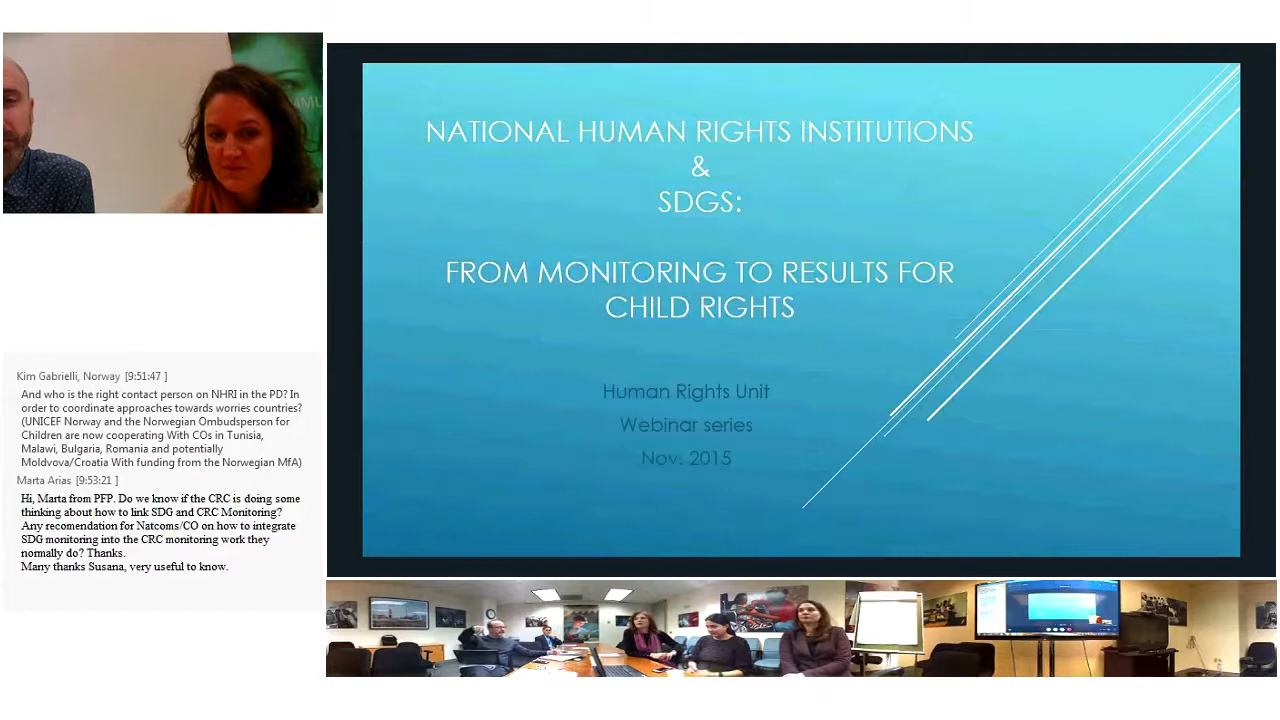 NATIONAL HUMAN RIGHTS INSTITUTIONS
&
SDGS:
FROM MONITORING TO RESULTS FOR
CHILD RIGHTS
Human Rights Unit
Webinar series
Nov. 2015
Kim Gabrielli, Norway [9:51:47 ]
And who is the right contact person on NHRI in the PD? In
order to coordinate approaches towards worries countries?
(UNICEF Norway and the Norwegian Ombudsperson for
Children are now cooperating With COs in Tunisia,
Malawi, Bulgaria, Romania and potentially
Moldvova/Croatia With funding from the Norwegian MfA)
Marta Arias [9:53:21 ]
Hi, Marta from PFP. Do we know if the CRC is doing some
thinking about how to link SDG and CRC Monitoring?
Any recomendation for Natcoms/CO on how to integrate
SDG monitoring into the CRC monitoring work they
normally do? Thanks.
Many thanks Susana, very useful to know.